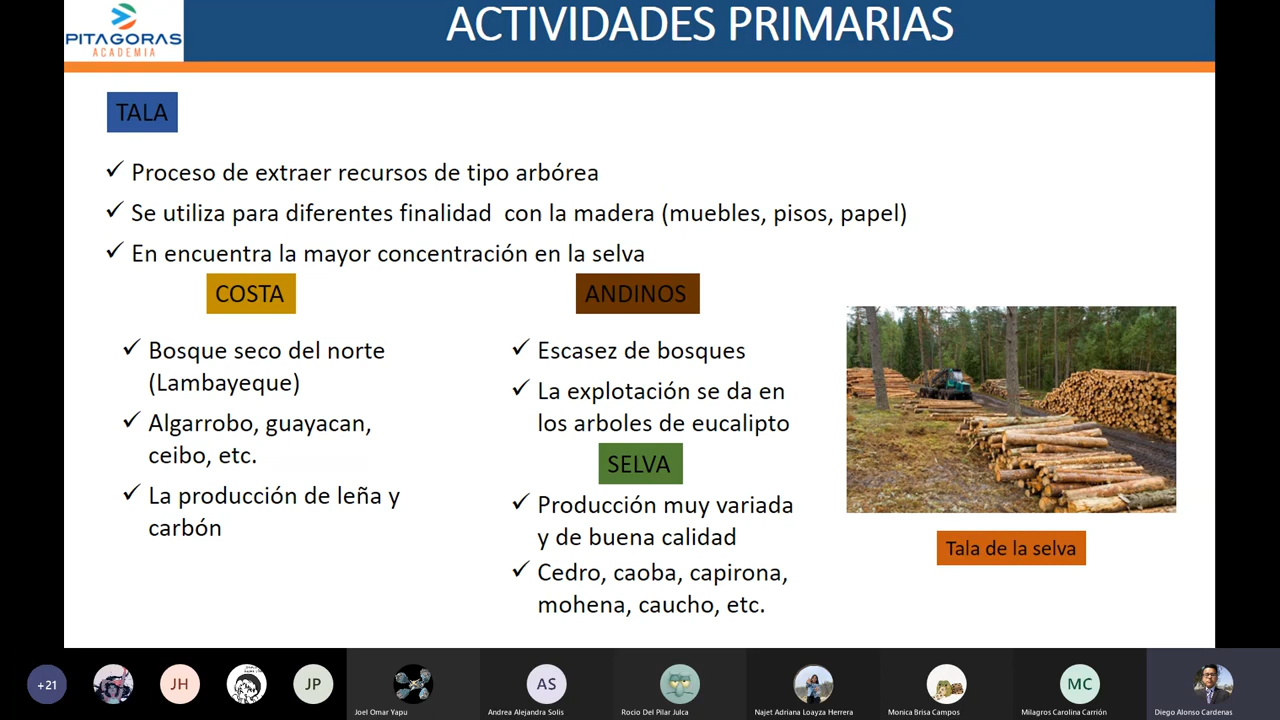 PITAGORAS
ACADEMIA
ACTIVIDADES PRIMARIAS
TALA
✓ Proceso de extraer recursos de tipo arbórea
✓ Se utiliza para diferentes finalidad con la madera (muebles, pisos, papel)
✓ En encuentra la mayor concentración en la selva
COSTA
✓ Bosque seco del norte
(Lambayeque)
✓ Algarrobo, guayacan,
ceibo, etc.
✓ La producción de leña y
carbón
ANDINOS
✓ Escasez de bosques
✓ La explotación se da en
los arboles de eucalipto
SELVA
✓ Producción muy variada
y de buena calidad
✓ Cedro, caoba, capirona,
mohena, caucho, etc.
Tala de la selva
+21
JH
JP
Joel Omar Yapu
AS
Andrea Alejandra Solis
Rocio Del Pilar Julca
Najet Adriana Loayza Herrera
Monica Brisa Campos
MC
Milagros Carolina Carrión
Diego Alonso Cardenas